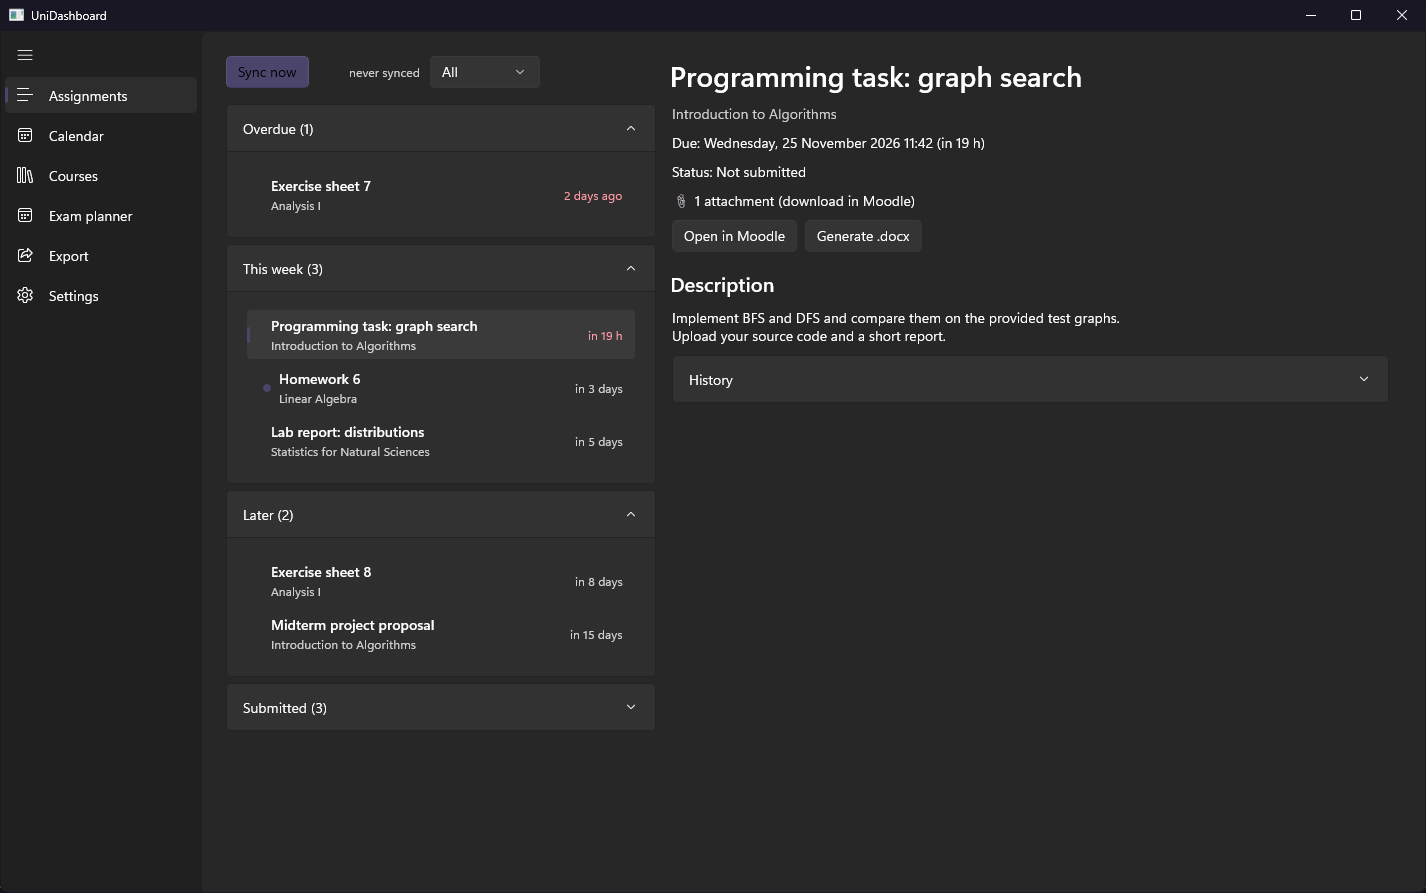 UniDashboard
Assignments
Calendar
Courses
Exam planner
Export
Settings
Sync now
never synced
All
Overdue (1)
Exercise sheet 7
Analysis I
2 days ago
This week (3)
Programming task: graph search
Introduction to Algorithms
in 19 h
Homework 6
Linear Algebra
in 3 days
Lab report: distributions
Statistics for Natural Sciences
in 5 days
Later (2)
Exercise sheet 8
Analysis I
in 8 days
Midterm project proposal
Introduction to Algorithms
in 15 days
Submitted (3)
Programming task: graph search
Introduction to Algorithms
Due: Wednesday, 25 November 2026 11:42 (in 19 h)
Status: Not submitted
1 attachment (download in Moodle)
Open in Moodle
Generate .docx
Description
Implement BFS and DFS and compare them on the provided test graphs.
Upload your source code and a short report.
History